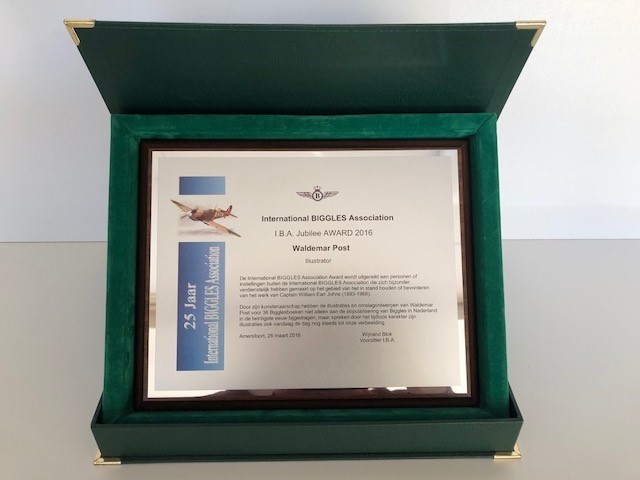 B
International BIGGLES Association
I.B.A. Jubilee AWARD 2016
Waldemar Post
Illustrator
De International BIGGLES Association Award wordt uitgereikt aan personen of
instellingen buiten de International BIGGLES Association die zich bijzonder
verdienstelijk hebben gemaakt op het gebied van het in stand houden of bevorderen
van het werk van Captain William Earl Johns (1893-1968).
Door zijn kunstenaarschap hebben de illustraties en omslagontwerpen van Waldemar
Post voor 36 Bigglesboeken niet alleen aan de popularisering van Biggles in Nederland
in de twintigste eeuw bijgedragen, maar spreken door het tijdloos karakter zijn
illustraties ook vandaag de dag nog steeds tot onze verbeelding.
Amersfoort, 26 maart 2016
Wijnand Blok
Voorzitter I.B.A.
25 Jaar
International BIGGLES Association